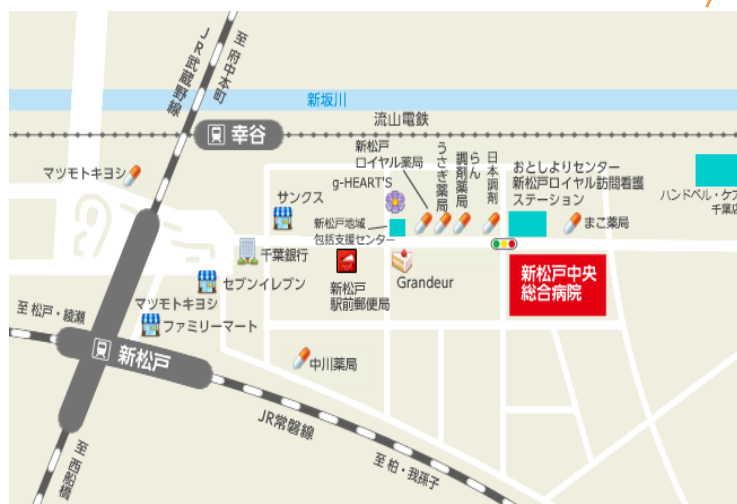 至 府中本町
JR武蔵野線
新坂川
流山電鉄
幸谷
マツモトキヨシ
サンクス
g-HEART'S
新松戸
ロイヤル薬局
うさぎ薬局
らん
調剤薬局
日本調剤
おとしよりセンター
新松戸ロイヤル訪問看護
ステーション
まこ薬局
ハンドベル・ケア
千葉店
新松戸地域
包括支援センター
千葉銀行
セブンイレブン
新松戸
駅前郵便局
Grandeur
新松戸中央
総合病院
マツモトキヨシ
ファミリーマート
至 松戸・綾瀬
新松戸
中川薬局
JR常磐線
至 柏・我孫子
至 西船橋